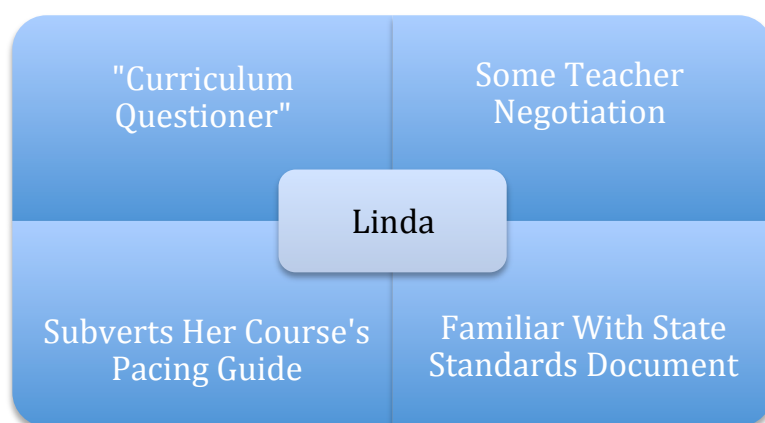 "Curriculum
Questioner"
Some Teacher
Negotiation
Linda
Subverts Her Course's
Pacing Guide
Familiar With State
Standards Document